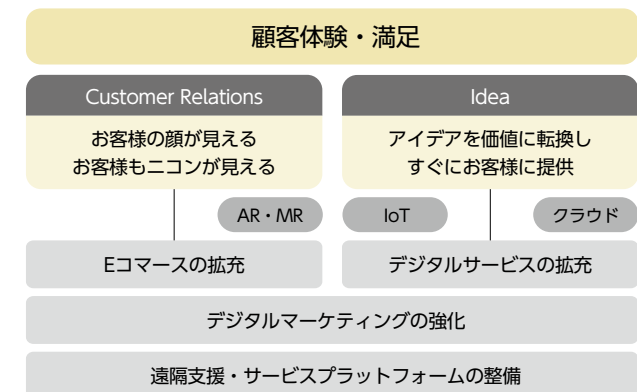 顧客体験・満足
Customer Relations
お客様の顔が見える
お客様もニコンが見える
Idea
アイデアを価値に転換し
すぐにお客様に提供
AR・MR
IoT
クラウド
Eコマースの拡充
デジタルサービスの拡充
デジタルマーケティングの強化
遠隔支援・サービスプラットフォームの整備